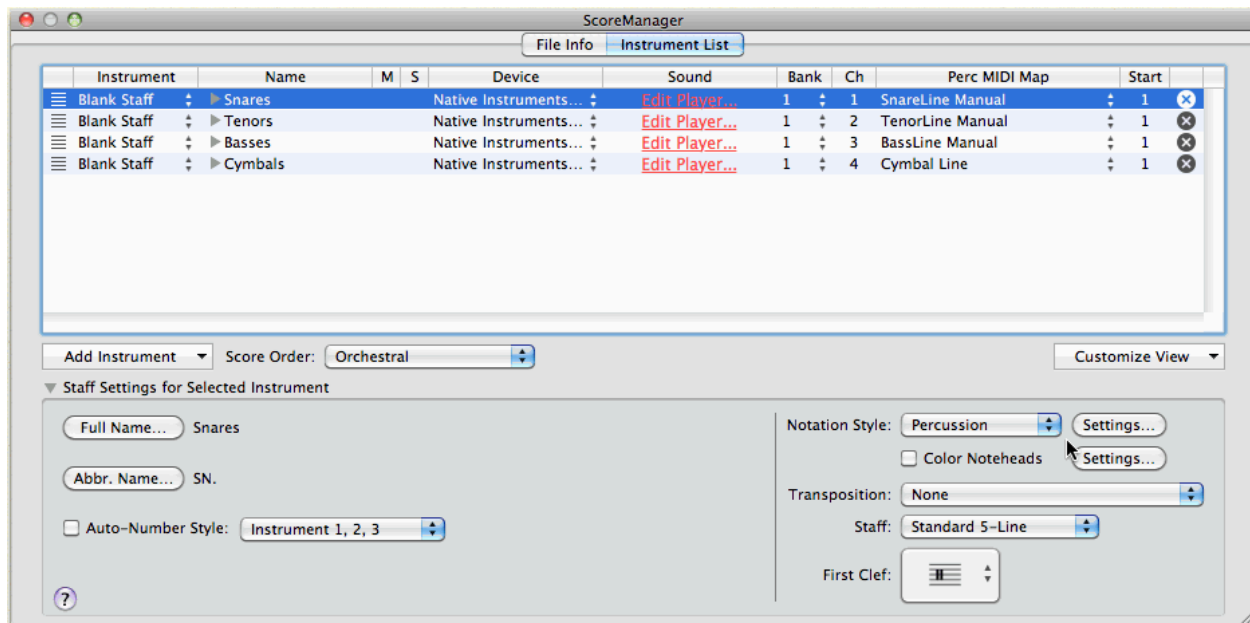 ScoreManager
File Info Instrument List
Instrument Name M S Device Sound Bank Ch Perc MIDI Map Start
Blank Staff Snares Native Instruments... Edit Player... 1 1 SnareLine Manual 1
Blank Staff Tenors Native Instruments... Edit Player... 1 2 TenorLine Manual 1
Blank Staff Basses Native Instruments... Edit Player... 1 3 BassLine Manual 1
Blank Staff Cymbals Native Instruments... Edit Player... 1 4 Cymbal Line 1
Add Instrument Score Order: Orchestral Customize View
Staff Settings for Selected Instrument
Full Name... Snares Notation Style: Percussion Settings...
Color Noteheads Settings...
Abbr. Name... SN.
Transposition: None
Auto-Number Style: Instrument 1, 2, 3 Staff: Standard 5-Line
First Clef:
?